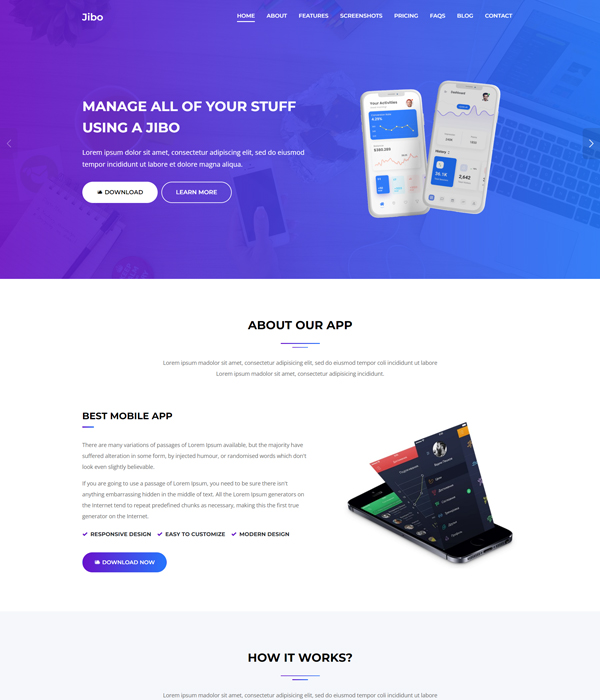 Jibo
HOME ABOUT FEATURES SCREENSHOTS PRICING FAQS BLOG CONTACT
MANAGE ALL OF YOUR STUFF
USING A JIBO
Lorem ipsum dolor sit amet, consectetur adipisicing elit, sed do eiusmod
tempor incididunt ut labore et dolore magna aliqua.
DOWNLOAD LEARN MORE
Your Activities
Dashboard
History
36.1K
2,642
ABOUT OUR APP
Lorem ipsum madolor sit amet, consectetur adipisicing elit, sed do eiusmod tempor coli incididunt ut labore
Lorem ipsum madolor sit amet, consectetur adipisicing incididunt.
BEST MOBILE APP
There are many variations of passages of Lorem Ipsum available, but the majority have
suffered alteration in some form, by injected humour, or randomised words which don't
look even slightly believable.
If you are going to use a passage of Lorem Ipsum, you need to be sure there isn't
anything embarrassing hidden in the middle of text. All the Lorem Ipsum generators on
the Internet tend to repeat predefined chunks as necessary, making this the first true
generator on the Internet.
RESPONSIVE DESIGN EASY TO CUSTOMIZE MODERN DESIGN
DOWNLOAD NOW
HOW IT WORKS?
Lorem ipsum madolor sit amet, consectetur adipisicing elit, sed do eiusmod tempor coli incididunt ut labore